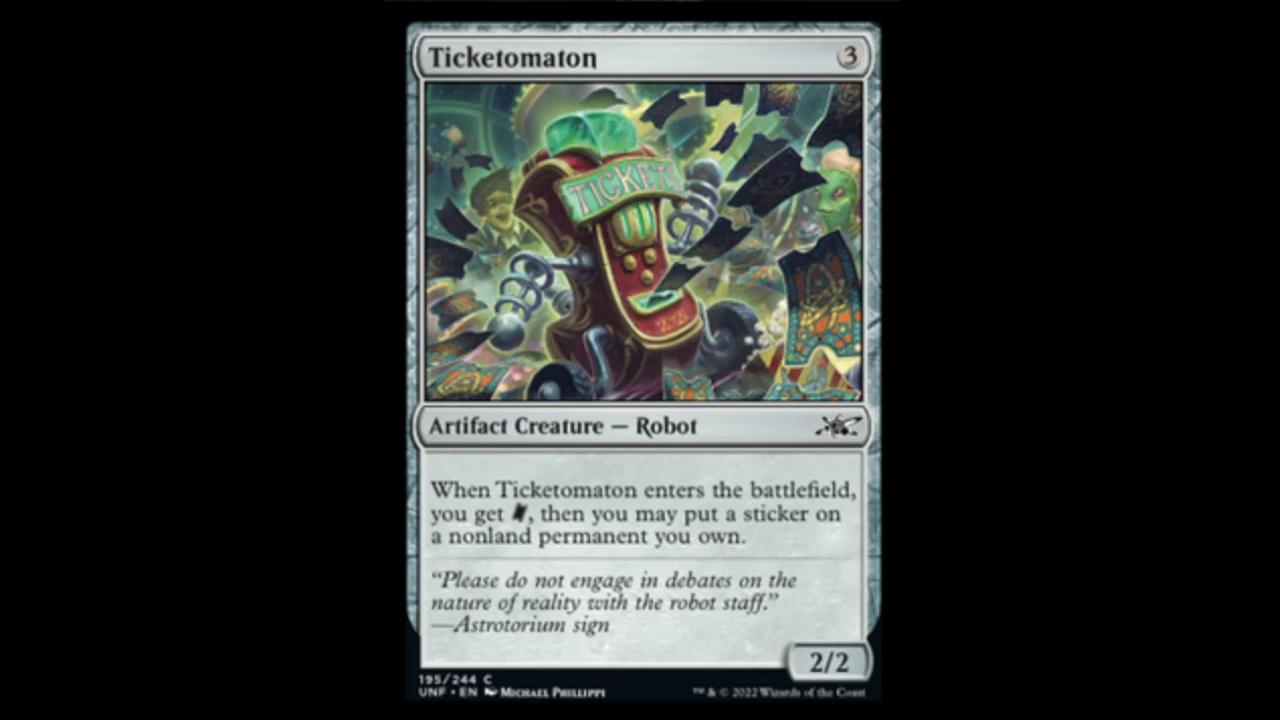 Ticketomaton 3
TICKETS
Artifact Creature — Robot
When Ticketomaton enters the battlefield,
you get , then you may put a sticker on
a nonland permanent you own.
"Please do not engage in debates on the
nature of reality with the robot staff."
—Astrotorium sign
2/2
195/244 C
UNF • EN Michael Phillippi ™ & © 2022 Wizards of the Coast